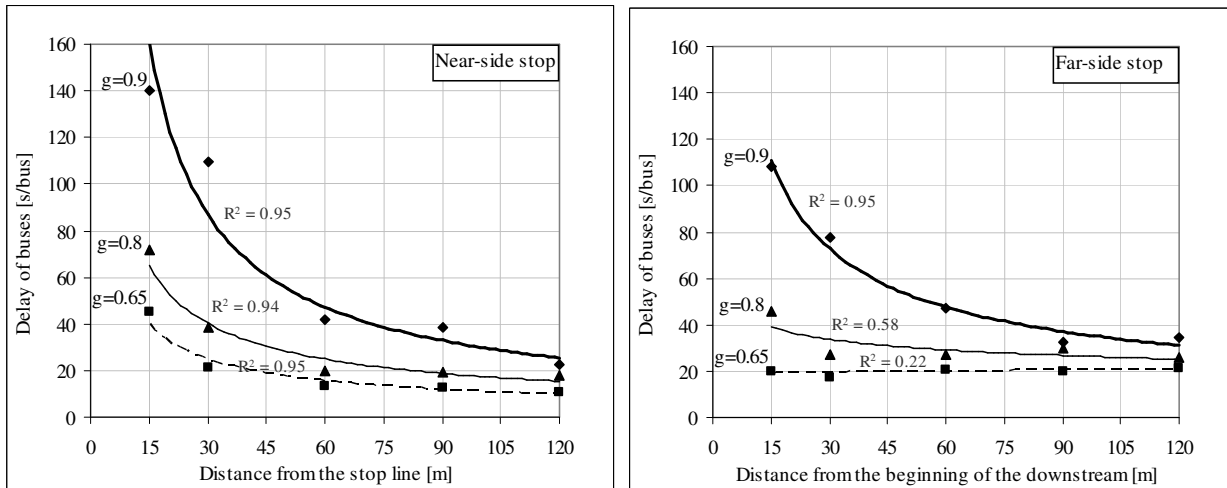 Near-side stop
160
140
120
100
80
60
40
20
0
Delay of buses [s/bus]
g=0.9
R² = 0.95
g=0.8
R² = 0.94
g=0.65
R² = 0.95
0 15 30 45 60 75 90 105 120
Distance from the stop line [m]
Far-side stop
160
140
120
100
80
60
40
20
0
Delay of buses [s/bus]
g=0.9
R² = 0.95
g=0.8
R² = 0.58
g=0.65
R² = 0.22
0 15 30 45 60 75 90 105 120
Distance from the beginning of the downstream [m]